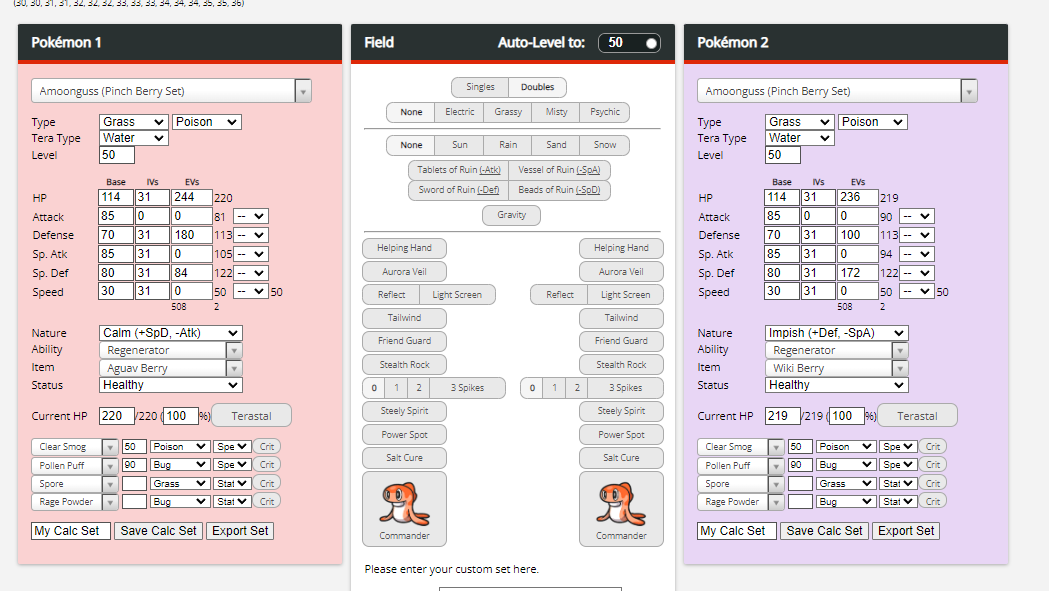 (30, 30, 31, 31, 32, 32, 32, 33, 33, 33, 34, 34, 34, 35, 35, 36)
Pokémon 1
Amoonguss (Pinch Berry Set)
Type Grass Poison
Tera Type Water
Level 50
Base IVs EVs
HP 114 31 244 220
Attack 85 0 0 81 --
Defense 70 31 180 113 --
Sp. Atk 85 31 0 105 --
Sp. Def 80 31 84 122 --
Speed 30 31 0 50 -- 50
508 2
Nature Calm (+SpD, -Atk)
Ability Regenerator
Item Aguav Berry
Status Healthy
Current HP 220 /220 ( 100 %) Terastal
Clear Smog 50 Poison Spe Crit
Pollen Puff 90 Bug Spe Crit
Spore Grass Stat Crit
Rage Powder Bug Stat Crit
My Calc Set Save Calc Set Export Set
Field Auto-Level to: 50
Singles Doubles
None Electric Grassy Misty Psychic
None Sun Rain Sand Snow
Tablets of Ruin (-Atk) Vessel of Ruin (-SpA)
Sword of Ruin (-Def) Beads of Ruin (-SpD)
Gravity
Helping Hand Helping Hand
Aurora Veil Aurora Veil
Reflect Light Screen Reflect Light Screen
Tailwind Tailwind
Friend Guard Friend Guard
Stealth Rock Stealth Rock
0 1 2 3 Spikes 0 1 2 3 Spikes
Steely Spirit Steely Spirit
Power Spot Power Spot
Salt Cure Salt Cure
Commander Commander
Please enter your custom set here.
Pokémon 2
Amoonguss (Pinch Berry Set)
Type Grass Poison
Tera Type Water
Level 50
Base IVs EVs
HP 114 31 236 219
Attack 85 0 0 90 --
Defense 70 31 100 113 --
Sp. Atk 85 31 0 94 --
Sp. Def 80 31 172 122 --
Speed 30 31 0 50 -- 50
508 2
Nature Impish (+Def, -SpA)
Ability Regenerator
Item Wiki Berry
Status Healthy
Current HP 219 /219 ( 100 %) Terastal
Clear Smog 50 Poison Spe Crit
Pollen Puff 90 Bug Spe Crit
Spore Grass Stat Crit
Rage Powder Bug Stat Crit
My Calc Set Save Calc Set Export Set